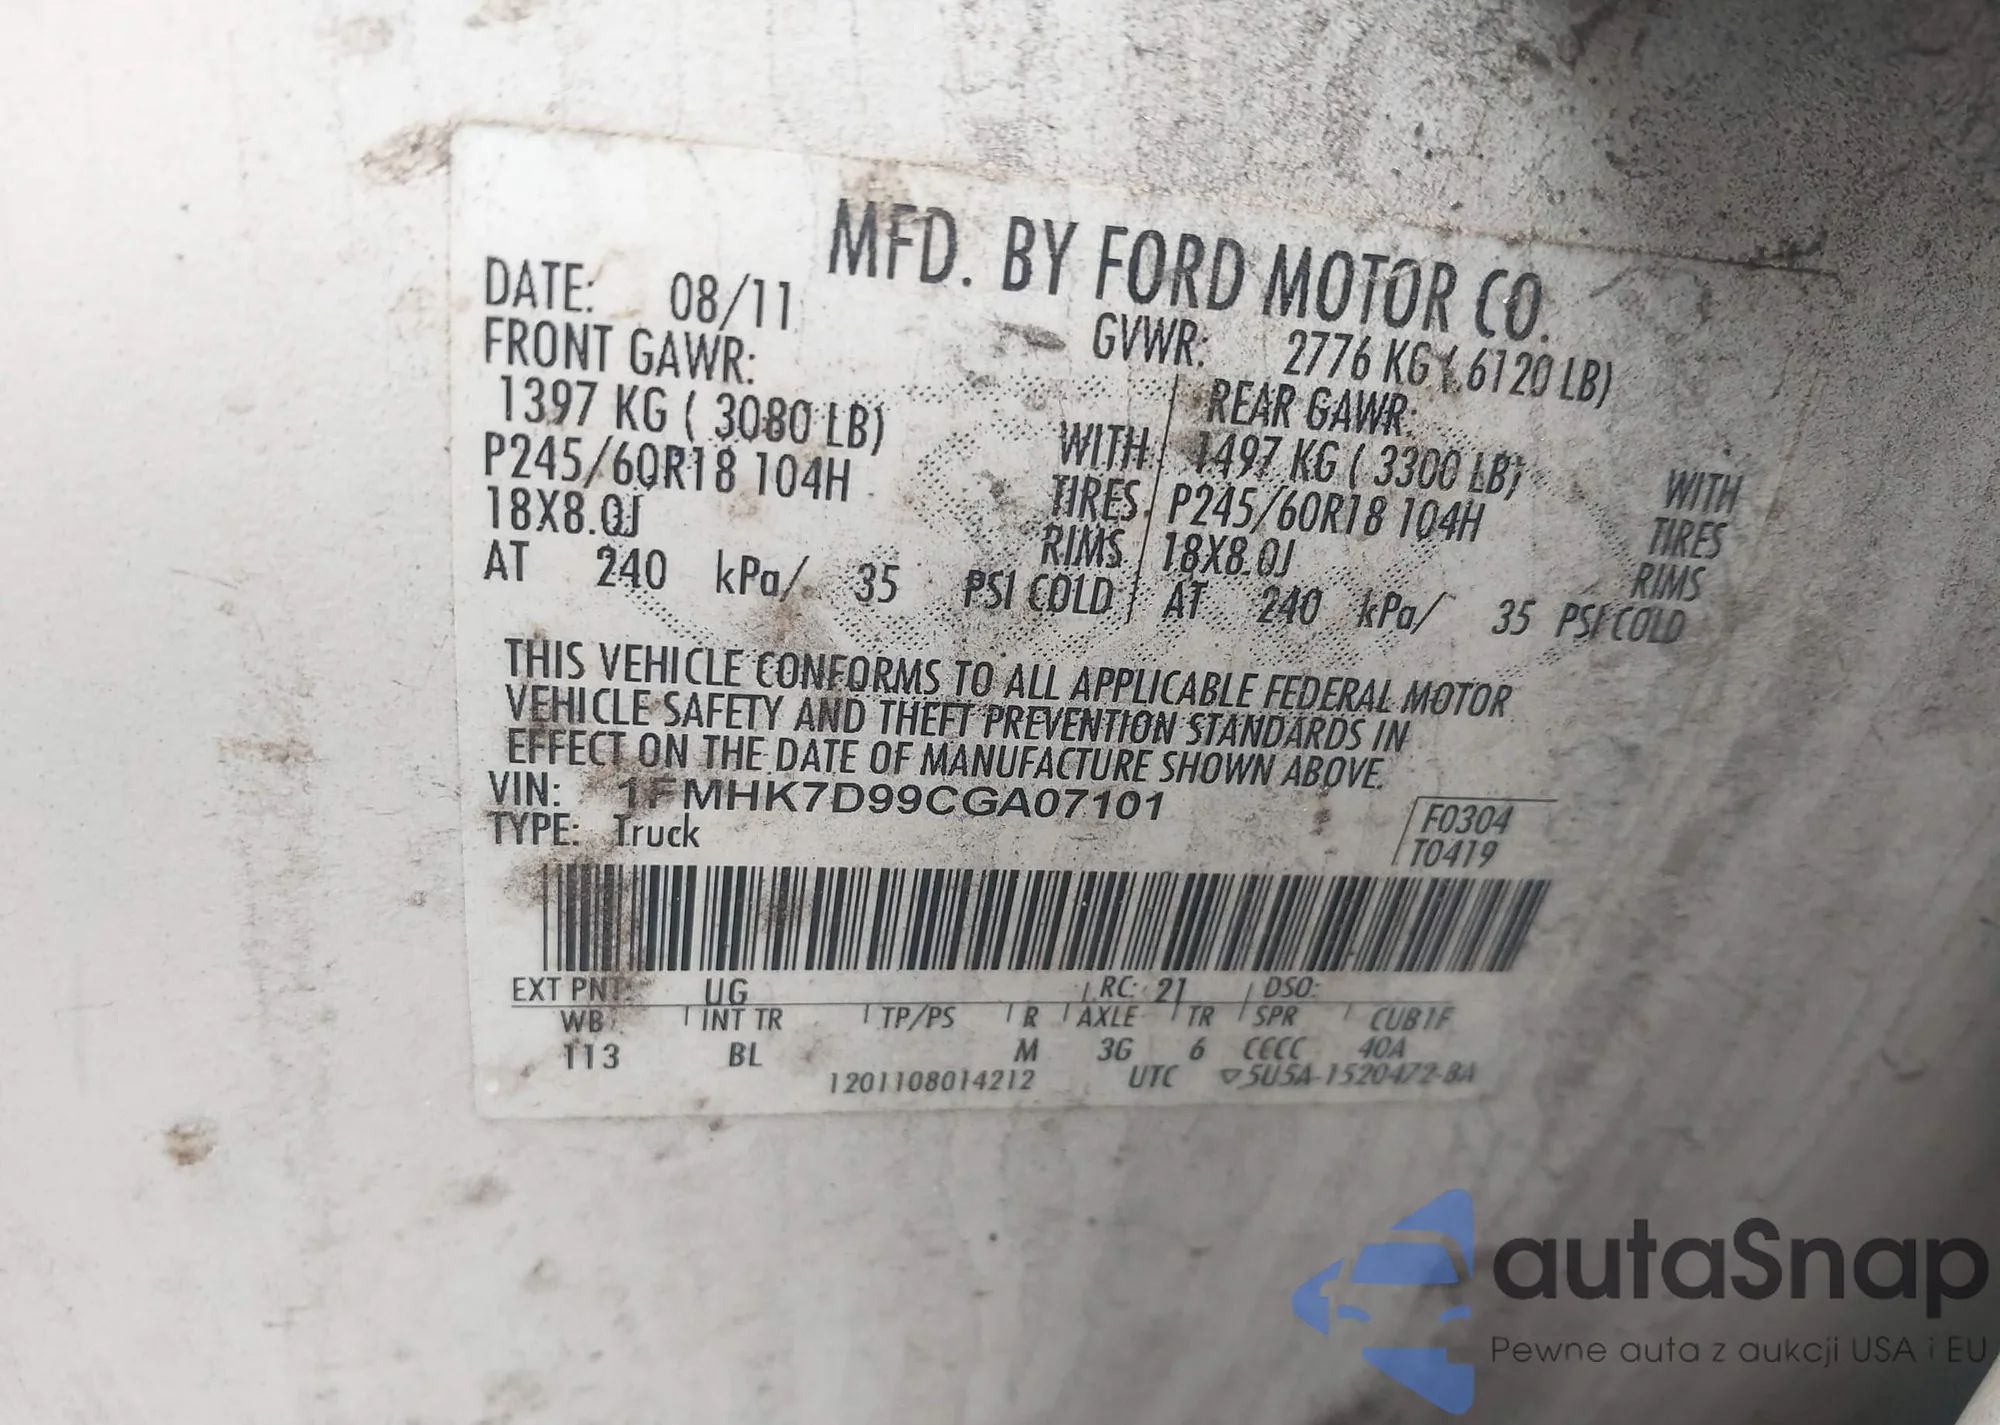 MFD. BY FORD MOTOR CO.
DATE: 08/11 GVWR: 2776 KG ( 6120 LB)
FRONT GAWR: REAR GAWR:
1397 KG ( 3080 LB) WITH 1497 KG ( 3300 LB) WITH
P245/60R18 104H TIRES P245/60R18 104H TIRES
18X8.0J RIMS 18X8.0J RIMS
AT 240 kPa/ 35 PSI COLD AT 240 kPa/ 35 PSI COLD
THIS VEHICLE CONFORMS TO ALL APPLICABLE FEDERAL MOTOR
VEHICLE SAFETY AND THEFT PREVENTION STANDARDS IN
EFFECT ON THE DATE OF MANUFACTURE SHOWN ABOVE.
VIN: 1FMHK7D99CGA07101
TYPE: Truck
F0304
T0419
EXT PNT: UG RC: 21 DSO:
WB INT TR TP/PS R AXLE TR SPR CUB1F
113 BL M 3G 6 CCCC 40A
1201108014212 UTC ▽5U5A-1520472-BA
autaSnap
Pewne auta z aukcji USA i EU